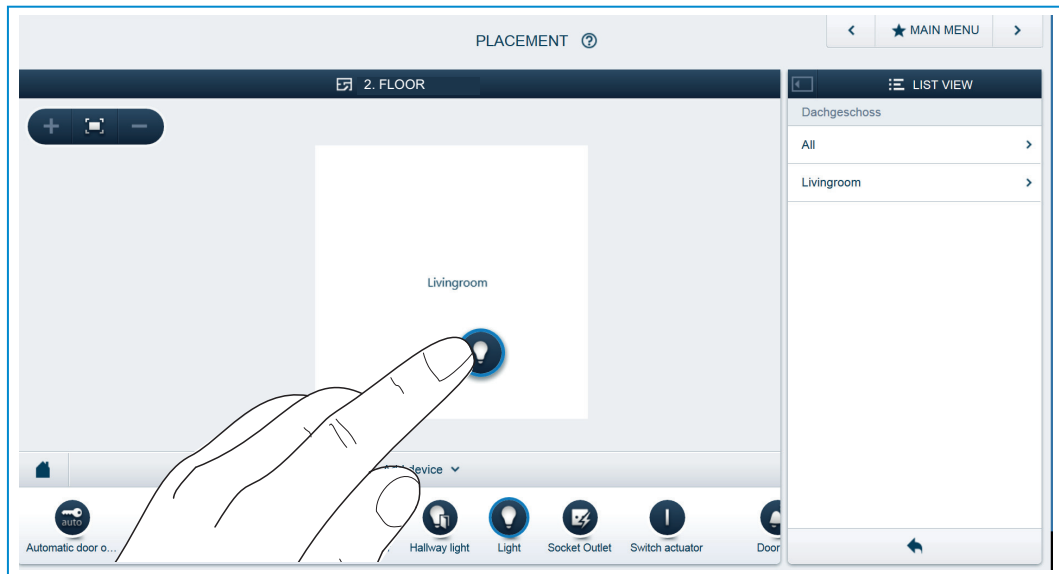 PLACEMENT ?
MAIN MENU
2. FLOOR
LIST VIEW
Dachgeschoss
All
Livingroom
Livingroom
device
auto
Automatic door o...
Hallway light
Light
Socket Outlet
Switch actuator
Door